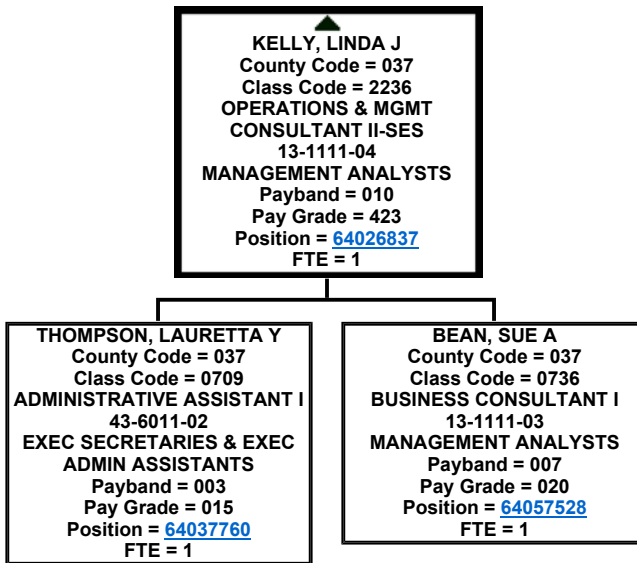 KELLY, LINDA J
County Code = 037
Class Code = 2236
OPERATIONS & MGMT
CONSULTANT II-SES
13-1111-04
MANAGEMENT ANALYSTS
Payband = 010
Pay Grade = 423
Position = 64026837
FTE = 1
THOMPSON, LAURETTA Y
County Code = 037
Class Code = 0709
ADMINISTRATIVE ASSISTANT I
43-6011-02
EXEC SECRETARIES & EXEC
ADMIN ASSISTANTS
Payband = 003
Pay Grade = 015
Position = 64037760
FTE = 1
BEAN, SUE A
County Code = 037
Class Code = 0736
BUSINESS CONSULTANT I
13-1111-03
MANAGEMENT ANALYSTS
Payband = 007
Pay Grade = 020
Position = 64057528
FTE = 1